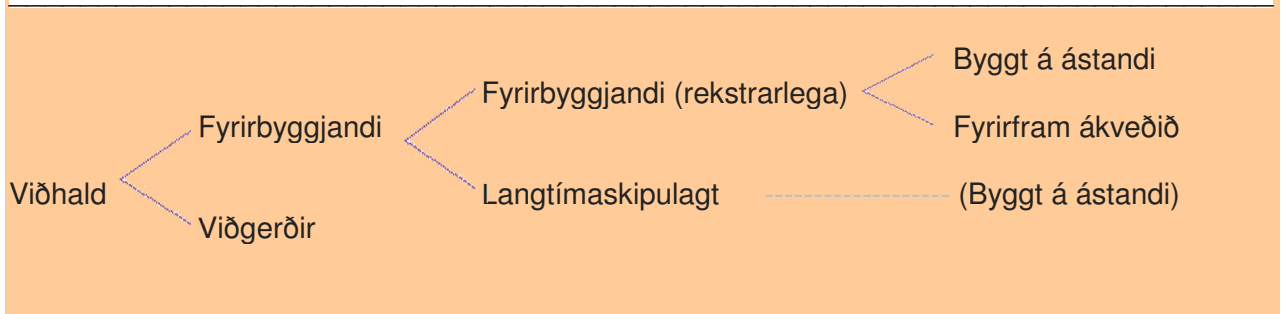 Byggt á ástandi
Fyrirbyggjandi (rekstrarlega)
Fyrirbyggjandi
Fyrirfram ákveðið
Viðhald
Langtímaskipulagt
(Byggt á ástandi)
Viðgerðir